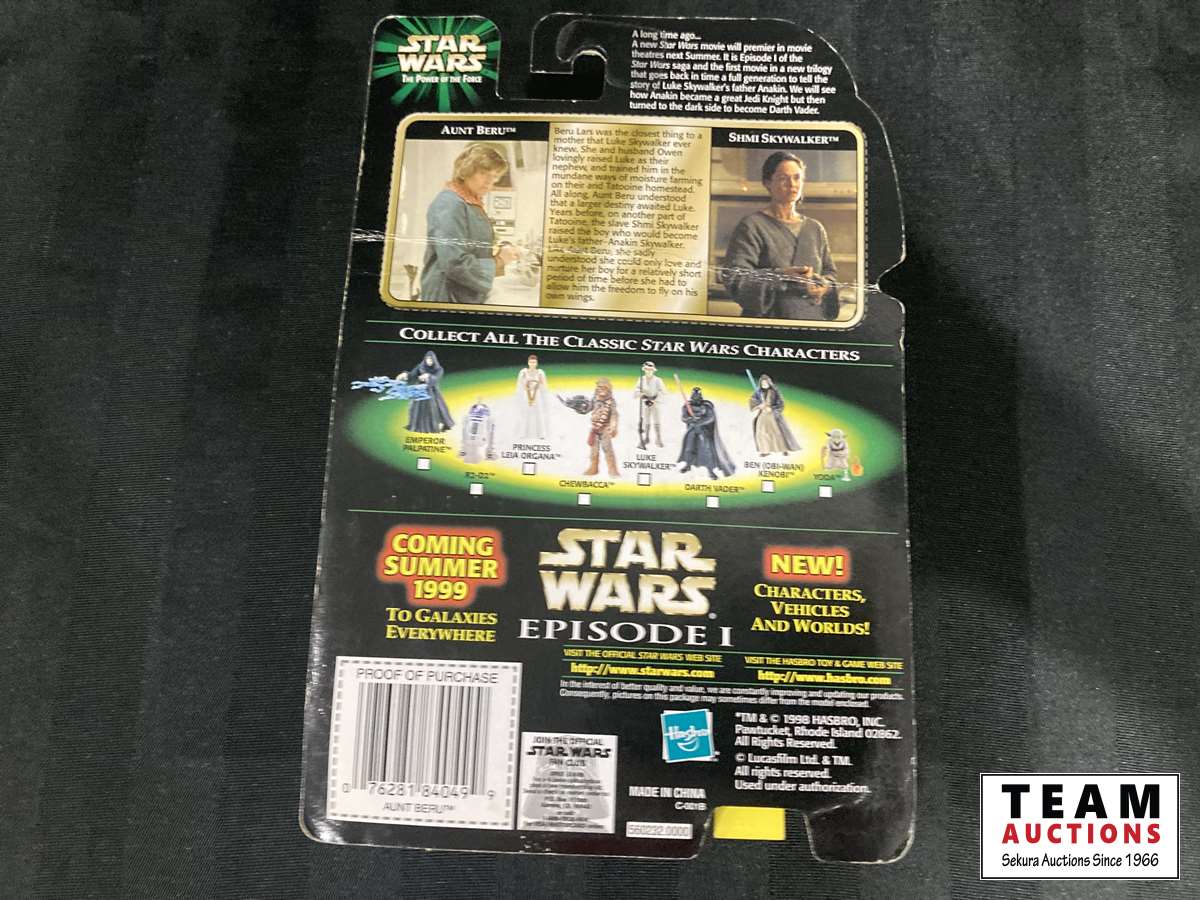 STAR
WARS
THE POWER OF THE FORCE
A long time ago...
A new Star Wars movie will premier in movie
theatres next Summer. It is Episode I of the
Star Wars saga and the first movie in a new trilogy
that goes back in time a full generation to tell the
story of Luke Skywalker's father Anakin. We will see
how Anakin became a great Jedi Knight but then
turned to the dark side to become Darth Vader.
AUNT BERU™
Beru Lars was the closest thing to a
mother that Luke Skywalker ever
knew. She and husband Owen
lovingly raised Luke as their
nephew, and trained him in the
mundane ways of moisture farming
on their arid Tatooine homestead.
All along, Aunt Beru understood
that a larger destiny awaited Luke.
Years before, on another part of
Tatooine, the slave Shmi Skywalker
raised the boy who would become
Luke's father-Anakin Skywalker.
Like Aunt Beru, she sadly
understood she could only love and
nurture her boy for a relatively short
period of time before she had to
allow him the freedom to fly on his
own wings.
SHMI SKYWALKER™
COLLECT ALL THE CLASSIC STAR WARS CHARACTERS
EMPEROR
PALPATINE™
R2-D2™
PRINCESS
LEIA ORGANA™
CHEWBACCA™
LUKE
SKYWALKER™
DARTH VADER™
BEN (OBI-WAN)
KENOBI™
YODA™
COMING
SUMMER
1999
TO GALAXIES
EVERYWHERE
STAR
WARS®
EPISODE I
NEW!
CHARACTERS,
VEHICLES
AND WORLDS!
VISIT THE OFFICIAL STAR WARS WEB SITE
http://www.starwars.com
VISIT THE HASBRO TOY & GAME WEB SITE
http://www.hasbro.com
In the interest of better quality and value, we are constantly improving and updating our products.
Consequently, pictures on this package may sometimes differ from the model enclosed.
PROOF OF PURCHASE
0 76281 84049 9
AUNT BERU™
JOIN THE OFFICIAL
STAR WARS
FAN CLUB
Hasbro
MADE IN CHINA
C-001B
560232.0000
*TM & © 1998 HASBRO, INC.
Pawtucket, Rhode Island 02862.
All Rights Reserved.
© Lucasfilm Ltd. & TM.
All rights reserved.
Used under authorization.
TEAM
AUCTIONS
Sekura Auctions Since 1966